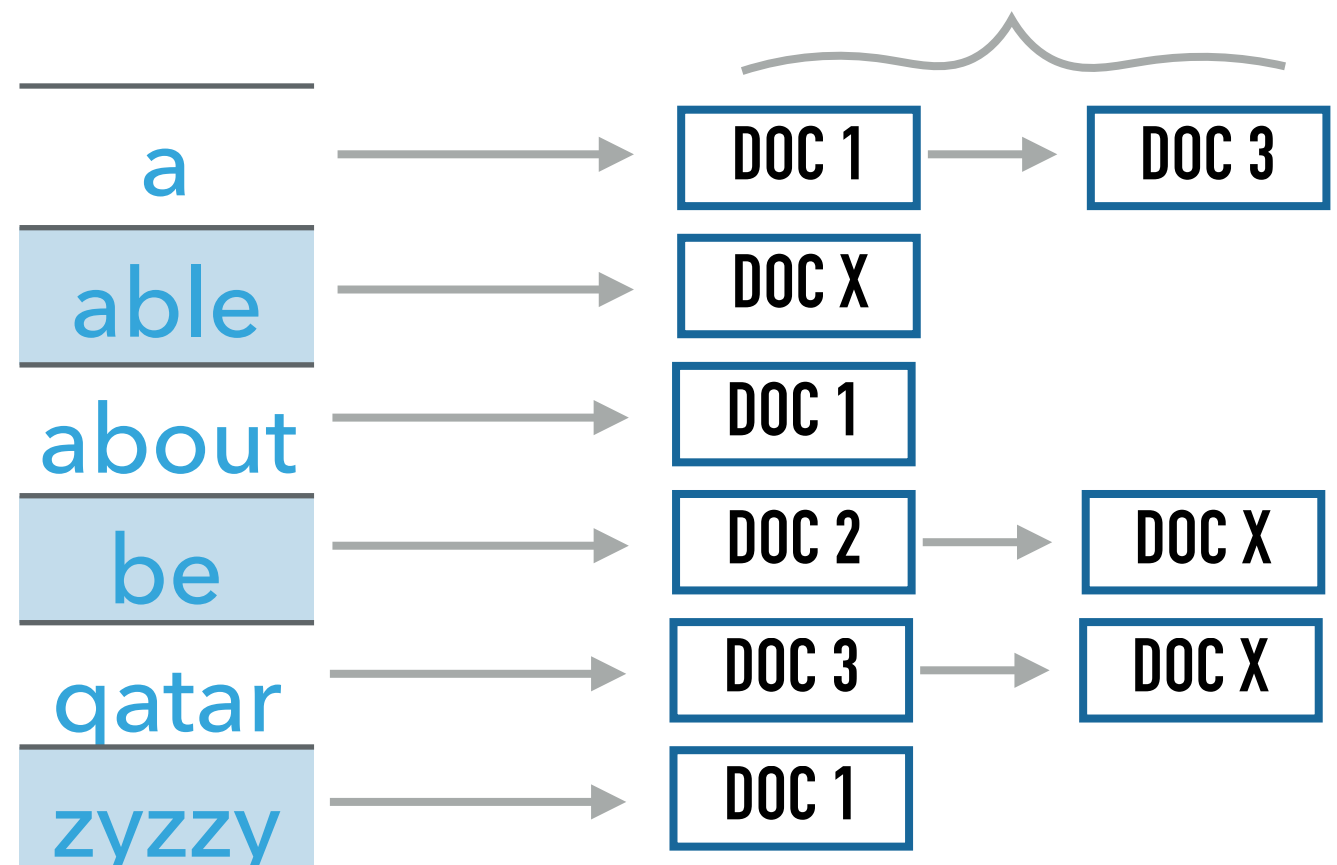 a DOC 1 DOC 3
able DOC X
about DOC 1
be DOC 2 DOC X
qatar DOC 3 DOC X
zyzzy DOC 1